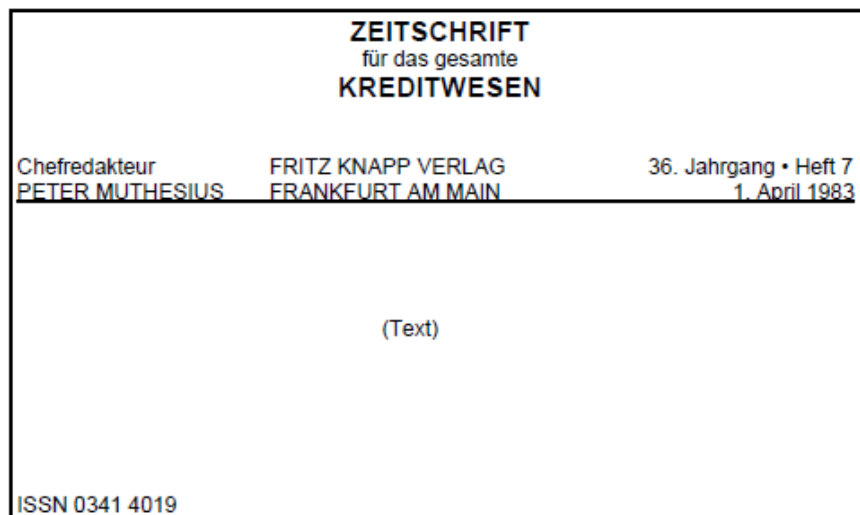 ZEITSCHRIFT
für das gesamte
KREDITWESEN
Chefredakteur FRITZ KNAPP VERLAG 36. Jahrgang • Heft 7
PETER MUTHESIUS FRANKFURT AM MAIN 1. April 1983
(Text)
ISSN 0341 4019